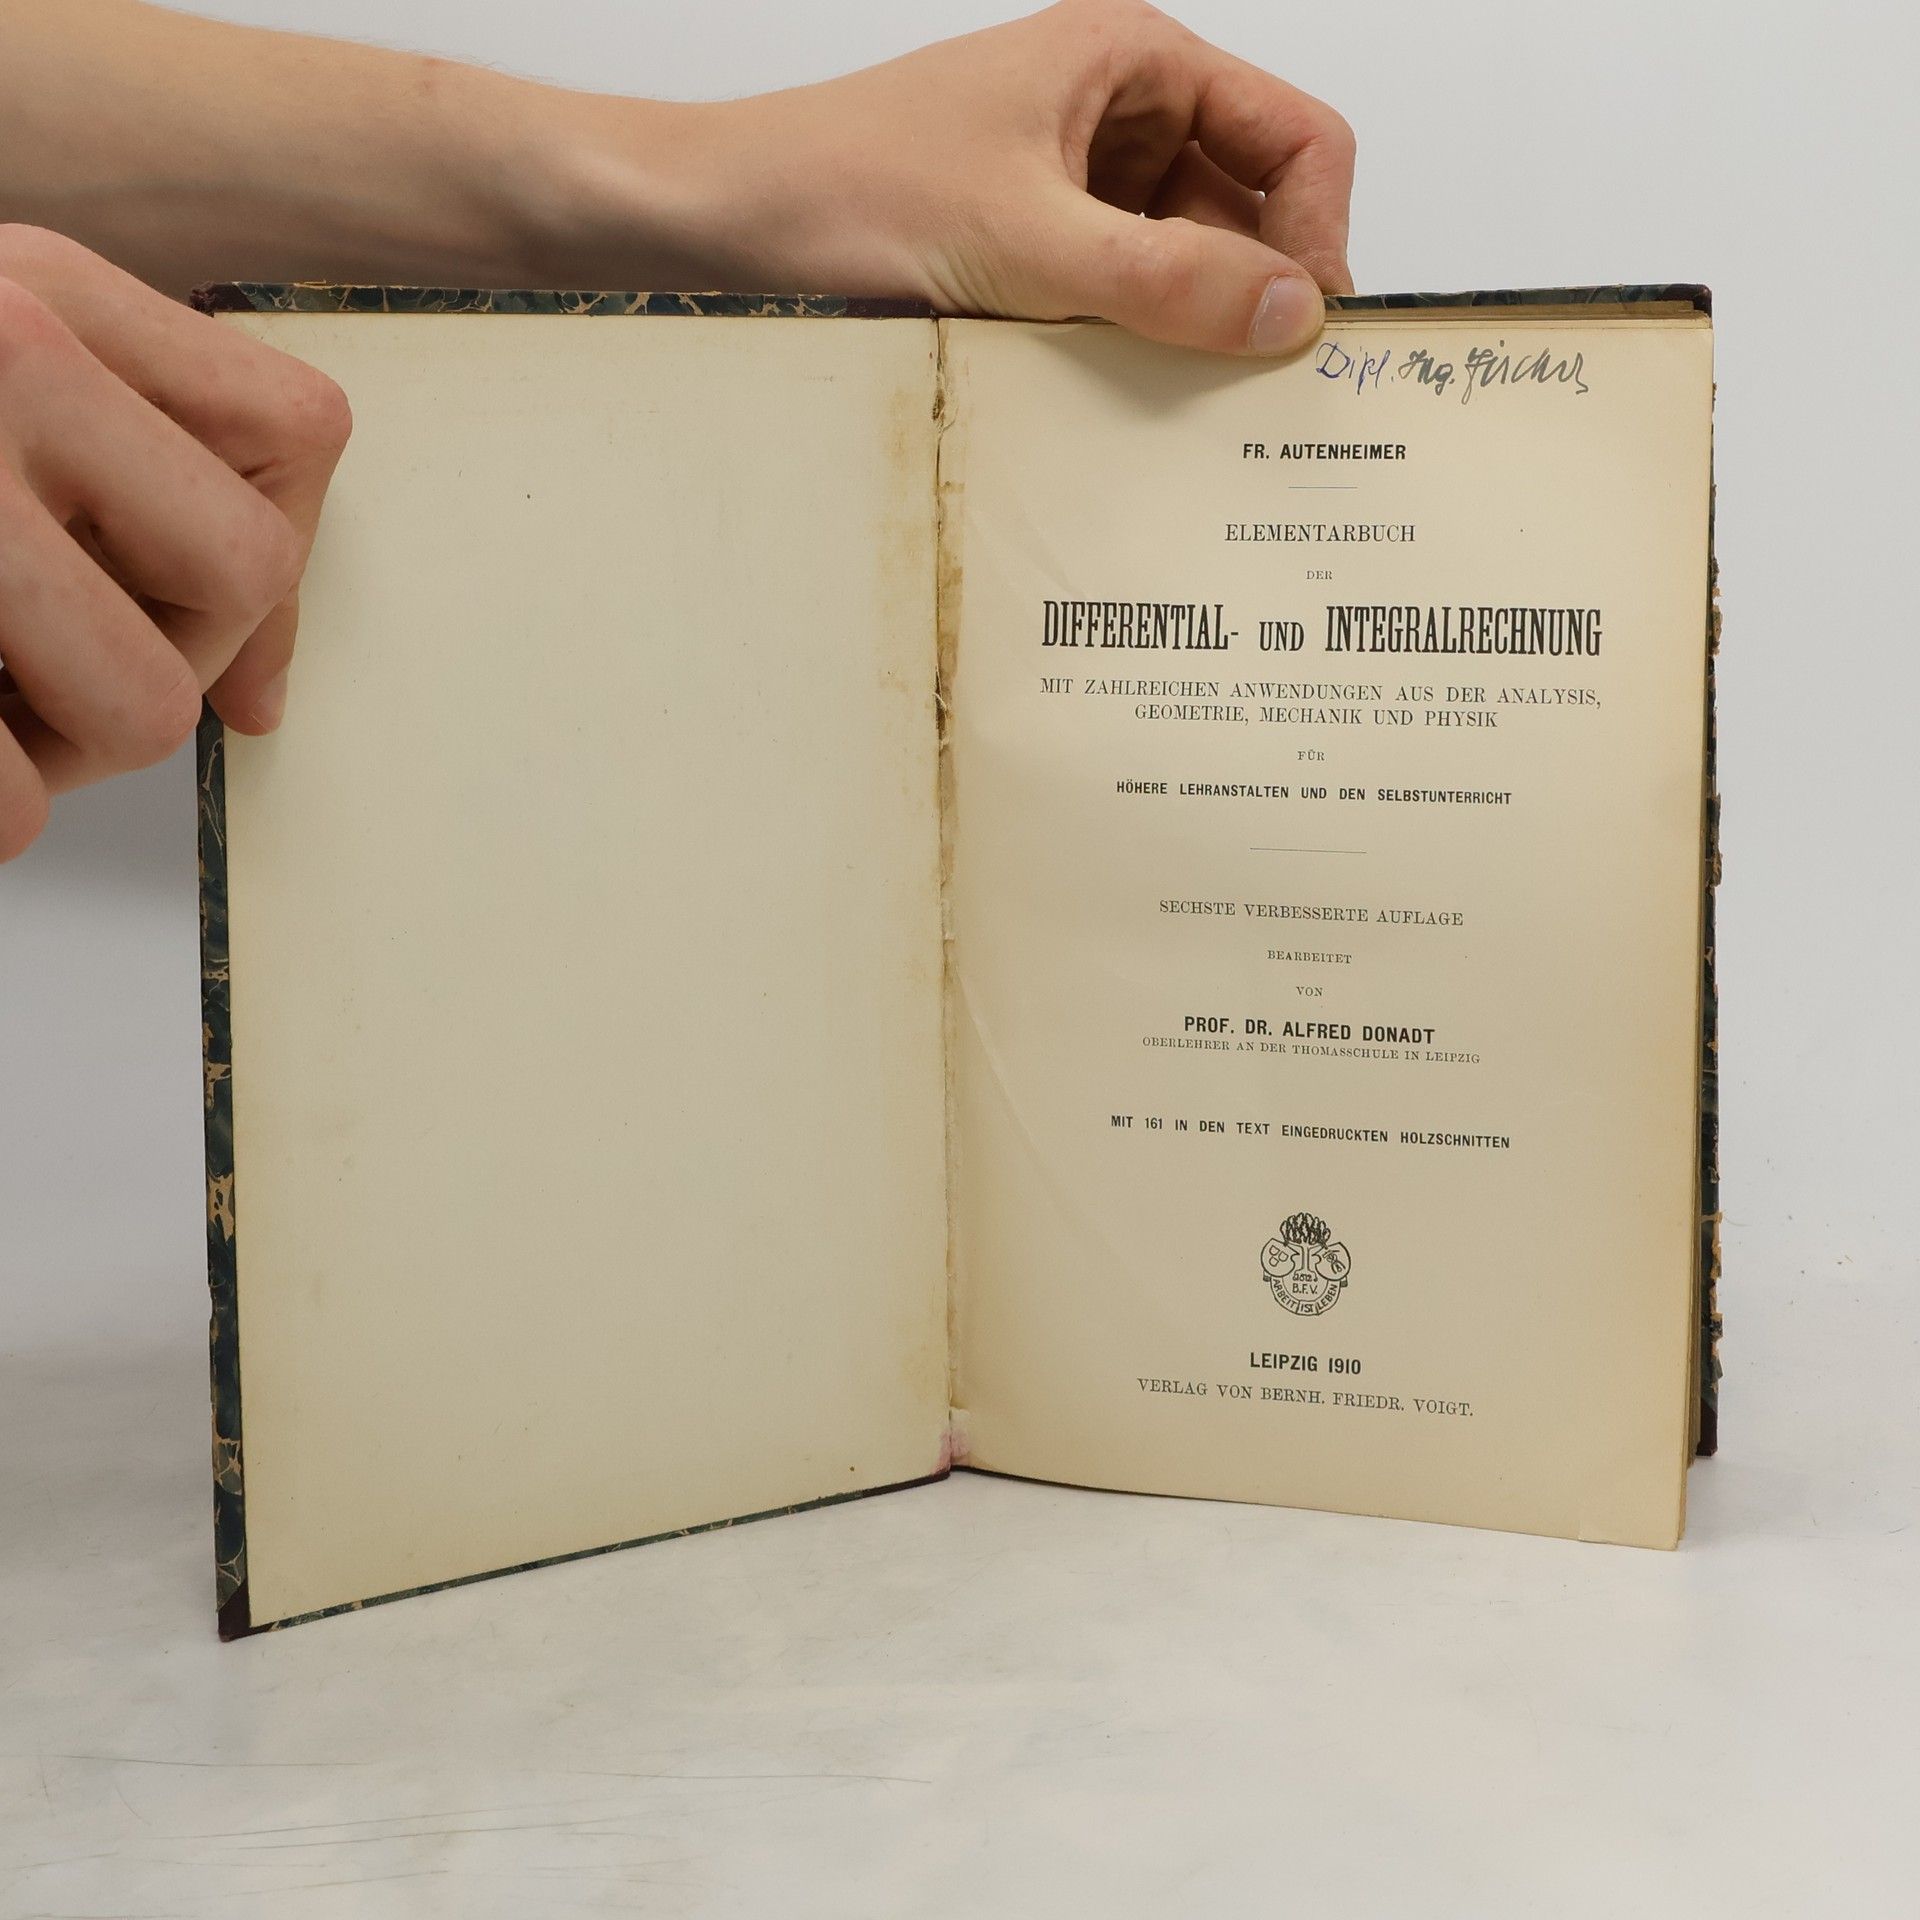 Dipl. Ing. Fischer
FR. AUTENHEIMER
ELEMENTARBUCH
DER
DIFFERENTIAL- UND INTEGRALRECHNUNG
MIT ZAHLREICHEN ANWENDUNGEN AUS DER ANALYSIS,
GEOMETRIE, MECHANIK UND PHYSIK
FÜR
HÖHERE LEHRANSTALTEN UND DEN SELBSTUNTERRICHT
SECHSTE VERBESSERTE AUFLAGE
BEARBEITET
VON
PROF. DR. ALFRED DONADT
OBERLEHRER AN DER THOMASSCHULE IN LEIPZIG
MIT 161 IN DEN TEXT EINGEDRUCKTEN HOLZSCHNITTEN
B.F.V.
ARBEIT IST LEBEN
LEIPZIG 1910
VERLAG VON BERNH. FRIEDR. VOIGT.